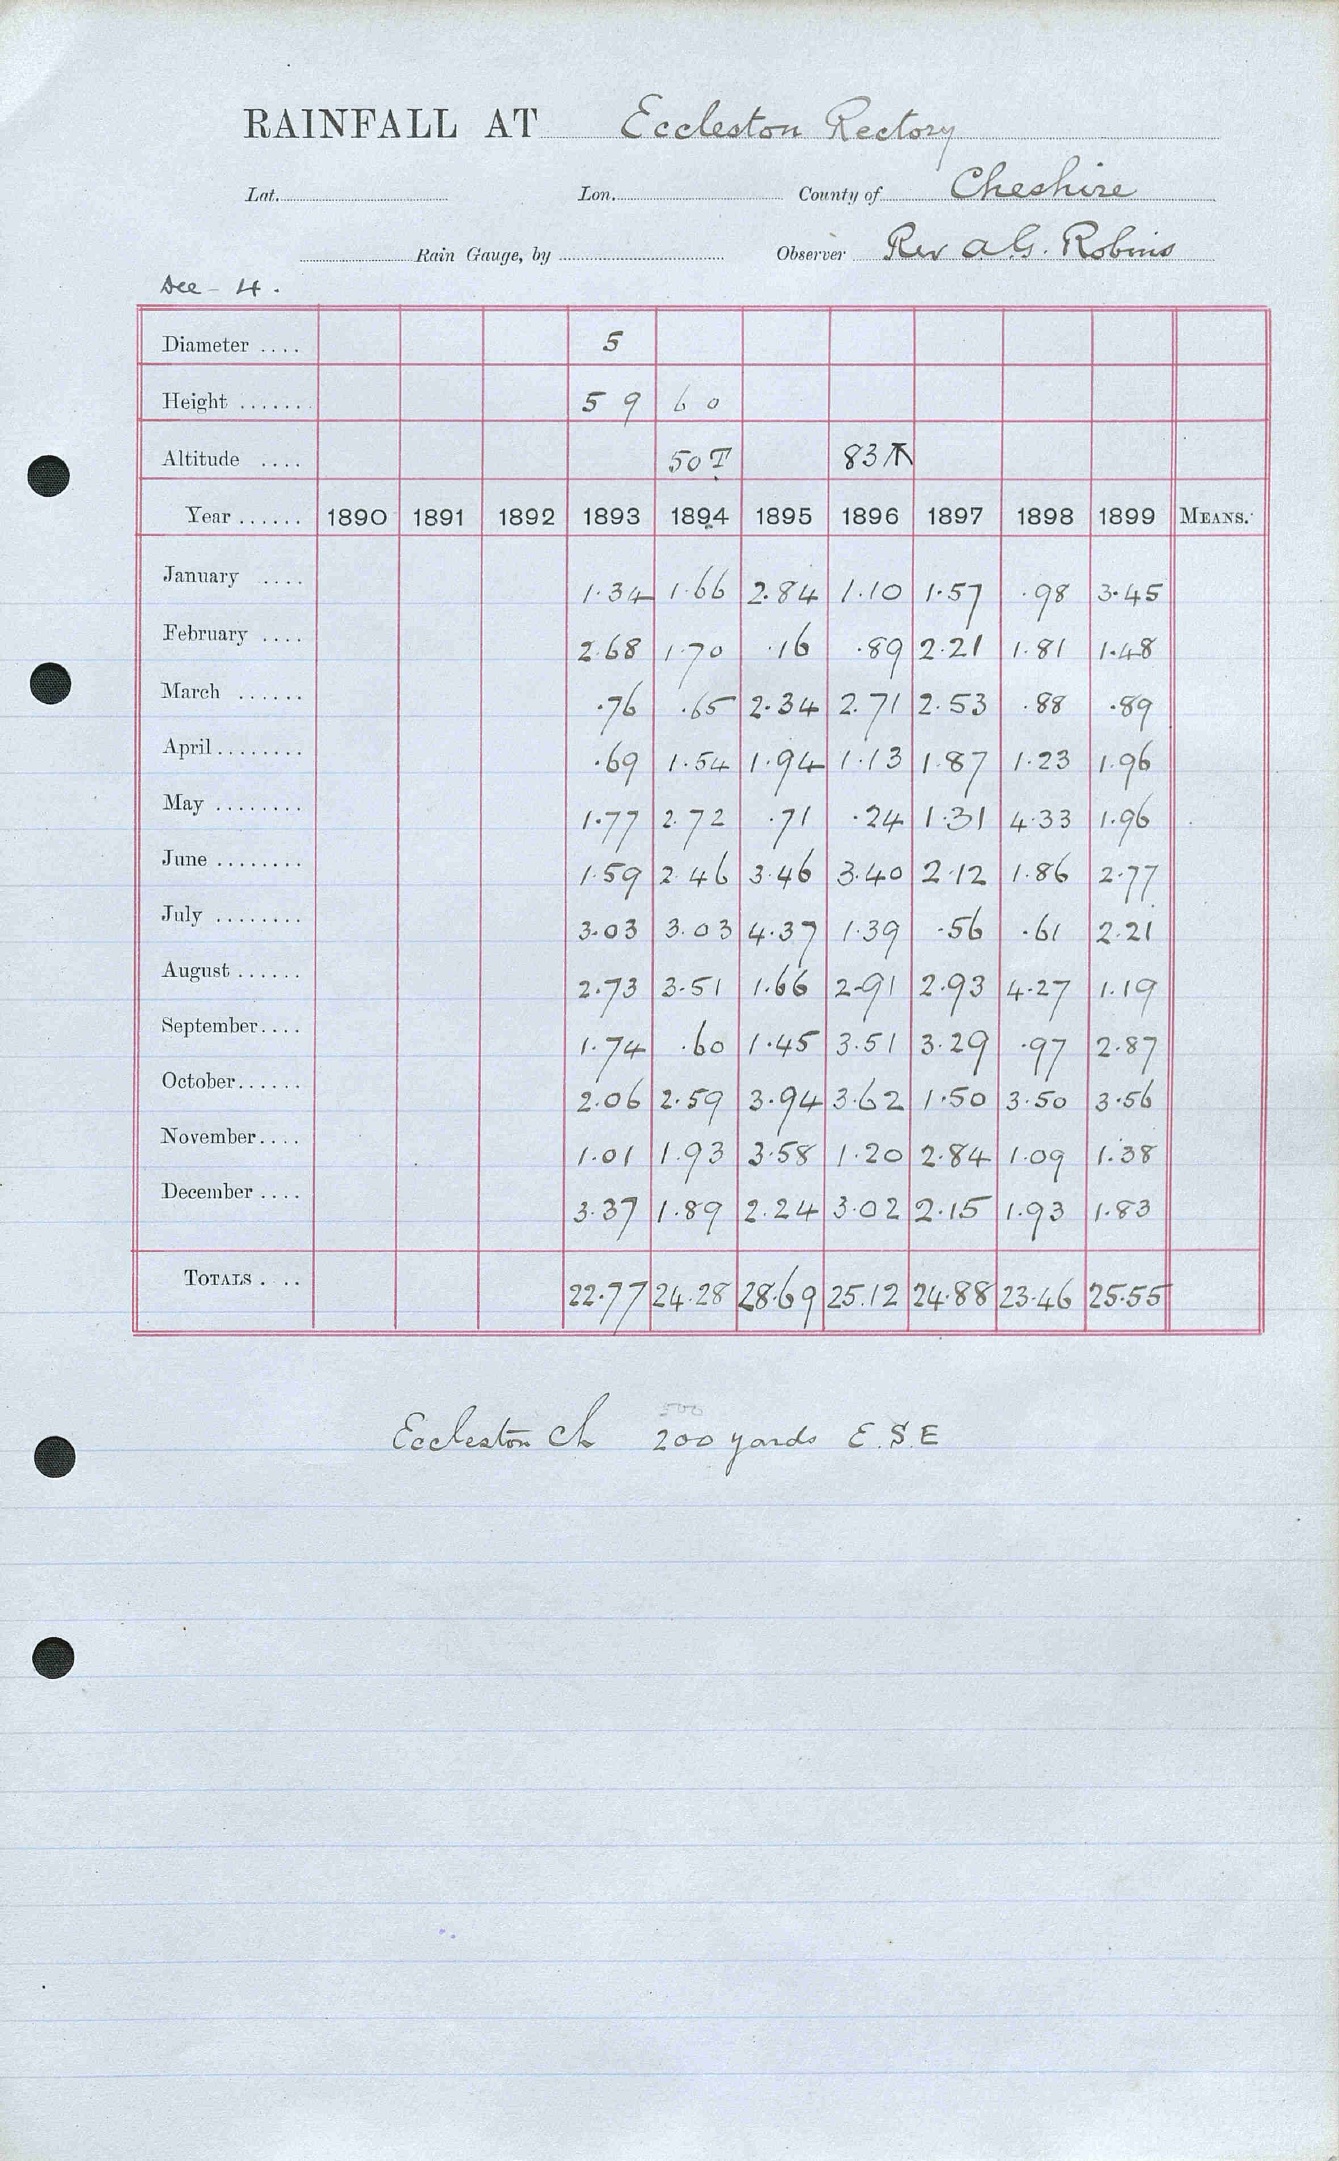 RAINFALL AT Eccleston Rectory
Lat. Lon. County of Cheshire
Rain Gauge, by Observer Rev A G. Robins
Dec - 4.
Diameter .... 5
Height ....... 5 9 6 0
Altitude .... 50 T 83
Year ...... 1890 1891 1892 1893 1894 1895 1896 1897 1898 1899 MEANS.
January .... 1.34 1.66 2.84 1.10 1.57 .98 3.45
February .... 2.68 1.70 .16 .89 2.21 1.81 1.48
March ...... .76 .65 2.34 2.71 2.53 .88 .89
April ........ .69 1.54 1.94 1.13 1.87 1.23 1.96
May ........ 1.77 2.72 .71 .24 1.31 4.33 1.96
June ........ 1.59 2.46 3.46 3.40 2.12 1.86 2.77
July ........ 3.03 3.03 4.37 1.39 .56 .61 2.21
August ...... 2.73 3.51 1.66 2.91 2.93 4.27 1.19
September.... 1.74 .60 1.45 3.51 3.29 .97 2.87
October...... 2.06 2.59 3.94 3.62 1.50 3.50 3.56
November.... 1.01 1.93 3.58 1.20 2.84 1.09 1.38
December .... 3.37 1.89 2.24 3.02 2.15 1.93 1.83
TOTALS .... 22.77 24.28 28.69 25.12 24.88 23.46 25.55
500
Eccleston Ch 200 yards E.S.E